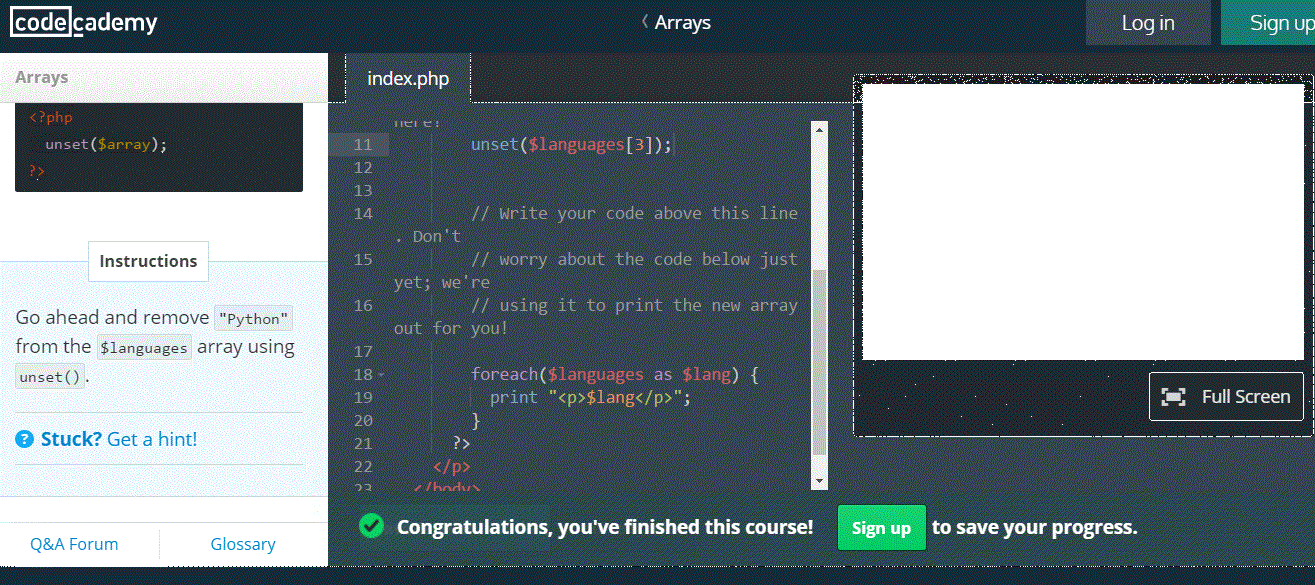 codecademy
Arrays
Log in
Sign up
Arrays
<?php
unset($array);
?>
Instructions
Go ahead and remove "Python"
from the $languages array using
unset().
? Stuck? Get a hint!
Q&A Forum
Glossary
index.php
here!
11 unset($languages[3]);
12
13
14 // Write your code above this line
. Don't
15 // worry about the code below just
yet; we're
16 // using it to print the new array
out for you!
17
18 foreach($languages as $lang) {
19 print "<p>$lang</p>";
20 }
21 ?>
22 </p>
23 </body>
Full Screen
Congratulations, you've finished this course! Sign up to save your progress.